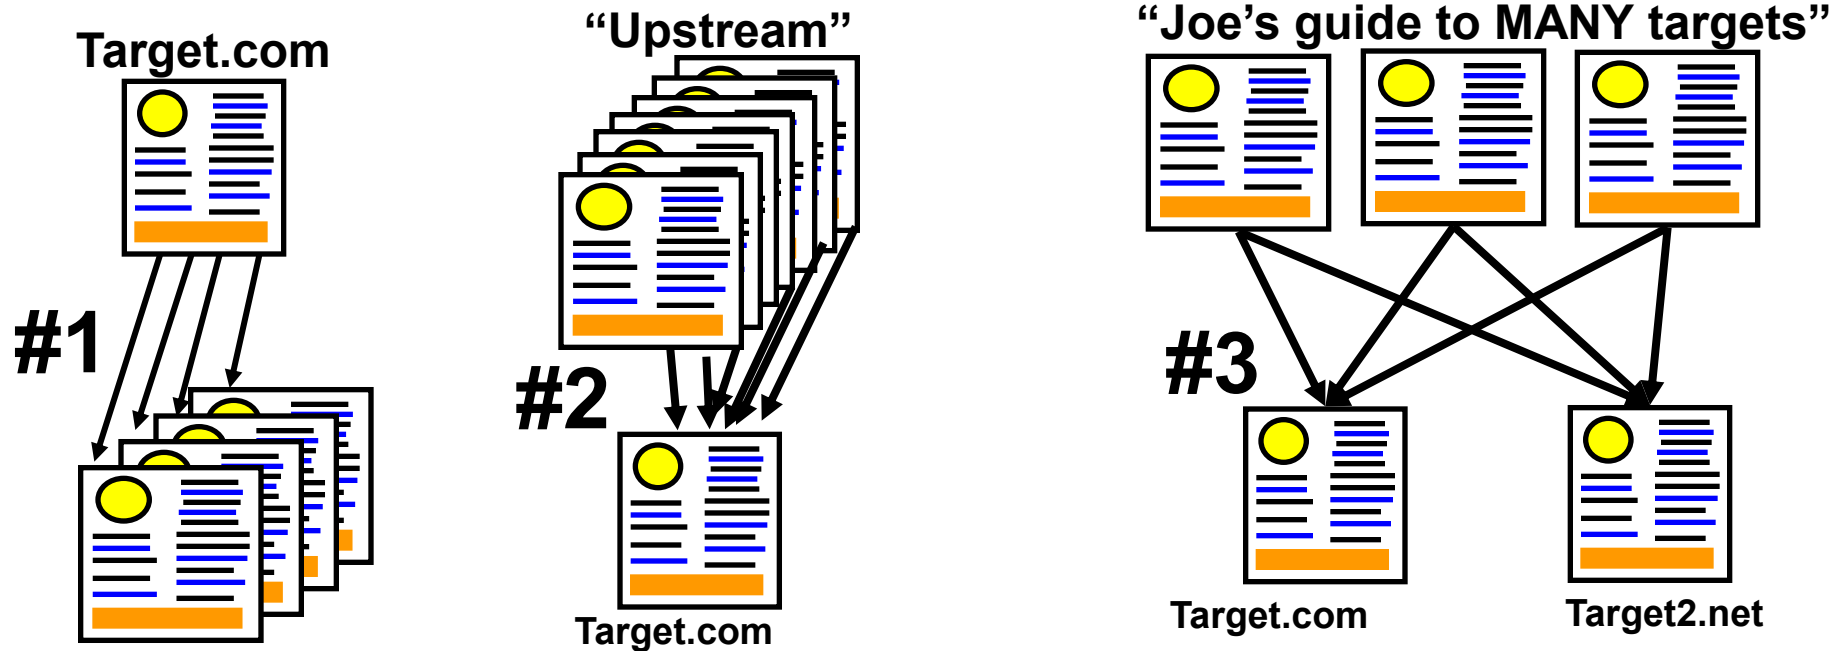 Target.com
#1
“Upstream”
#2
Target.com
“Joe’s guide to MANY targets”
#3
Target.com
Target2.net